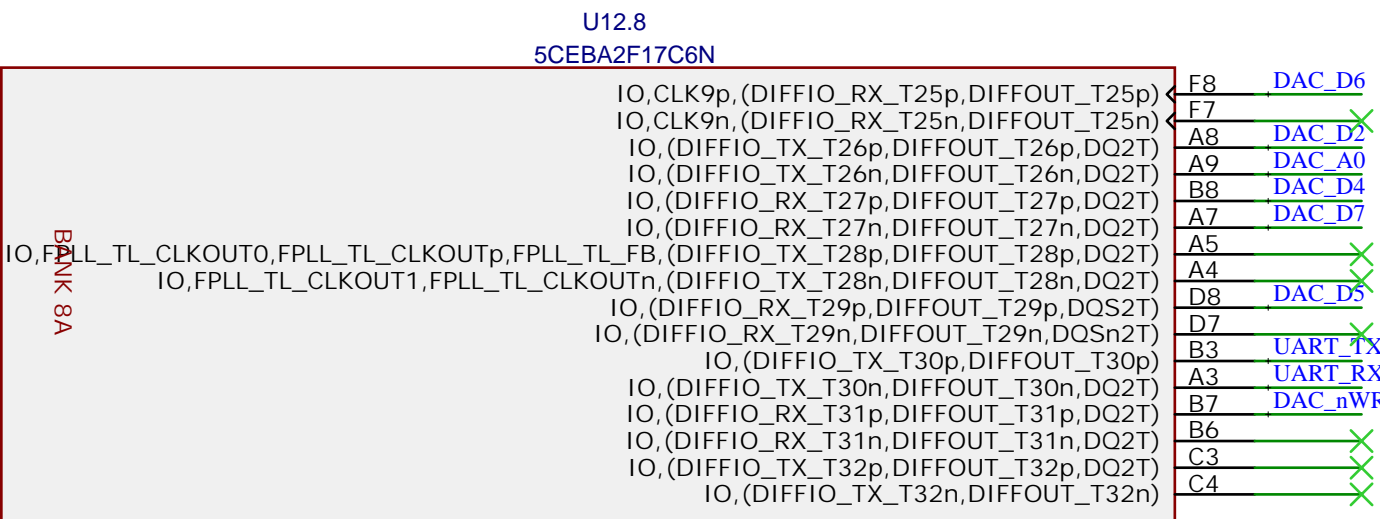 U12.8
5CEBA2F17C6N
BANK 8A
IO,CLK9p,(DIFFIO_RX_T25p,DIFFOUT_T25p) F8 DAC_D6
IO,CLK9n,(DIFFIO_RX_T25n,DIFFOUT_T25n) F7
IO,(DIFFIO_TX_T26p,DIFFOUT_T26p,DQ2T) A8 DAC_D2
IO,(DIFFIO_TX_T26n,DIFFOUT_T26n,DQ2T) A9 DAC_A0
IO,(DIFFIO_RX_T27p,DIFFOUT_T27p,DQ2T) B8 DAC_D4
IO,(DIFFIO_RX_T27n,DIFFOUT_T27n,DQ2T) A7 DAC_D7
IO,FPLL_TL_CLKOUT0,FPLL_TL_CLKOUTp,FPLL_TL_FB,(DIFFIO_TX_T28p,DIFFOUT_T28p,DQ2T) A5
IO,FPLL_TL_CLKOUT1,FPLL_TL_CLKOUTn,(DIFFIO_TX_T28n,DIFFOUT_T28n,DQ2T) A4
IO,(DIFFIO_RX_T29p,DIFFOUT_T29p,DQS2T) D8 DAC_D5
IO,(DIFFIO_RX_T29n,DIFFOUT_T29n,DQSn2T) D7
IO,(DIFFIO_TX_T30p,DIFFOUT_T30p) B3 UART_TX
IO,(DIFFIO_TX_T30n,DIFFOUT_T30n,DQ2T) A3 UART_RX
IO,(DIFFIO_RX_T31p,DIFFOUT_T31p,DQ2T) B7 DAC_nWR
IO,(DIFFIO_RX_T31n,DIFFOUT_T31n,DQ2T) B6
IO,(DIFFIO_TX_T32p,DIFFOUT_T32p,DQ2T) C3
IO,(DIFFIO_TX_T32n,DIFFOUT_T32n) C4